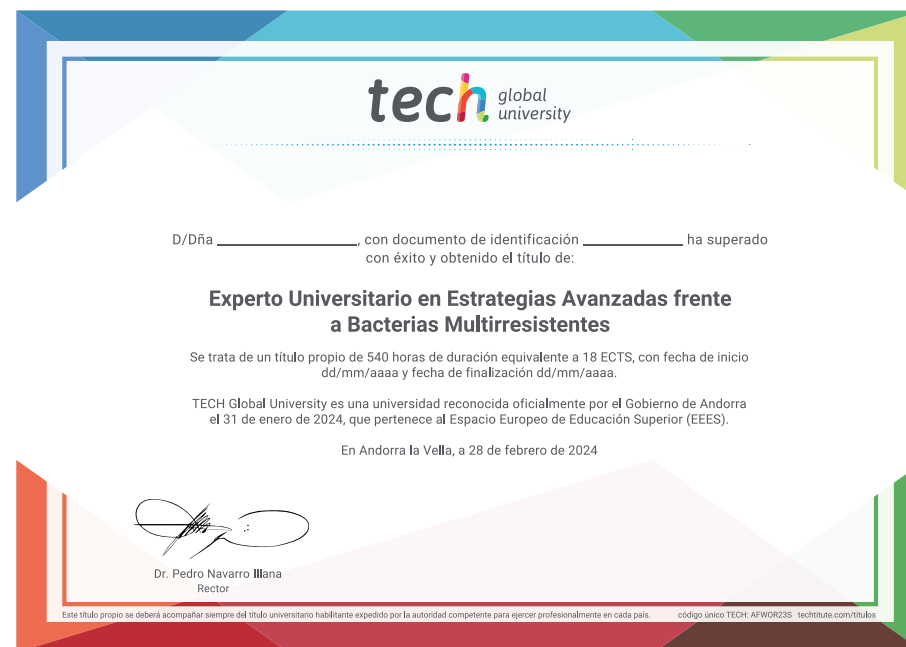 tech global university
D/Dña ____________________, con documento de identificación ______________ ha superado
con éxito y obtenido el título de:
Experto Universitario en Estrategias Avanzadas frente
a Bacterias Multirresistentes
Se trata de un título propio de 540 horas de duración equivalente a 18 ECTS, con fecha de inicio
dd/mm/aaaa y fecha de finalización dd/mm/aaaa.
TECH Global University es una universidad reconocida oficialmente por el Gobierno de Andorra
el 31 de enero de 2024, que pertenece al Espacio Europeo de Educación Superior (EEES).
En Andorra la Vella, a 28 de febrero de 2024
Dr. Pedro Navarro Illana
Rector
Este título propio se deberá acompañar siempre del título universitario habilitante expedido por la autoridad competente para ejercer profesionalmente en cada país. código único TECH: AFWOR23S techtitute.com/titulos